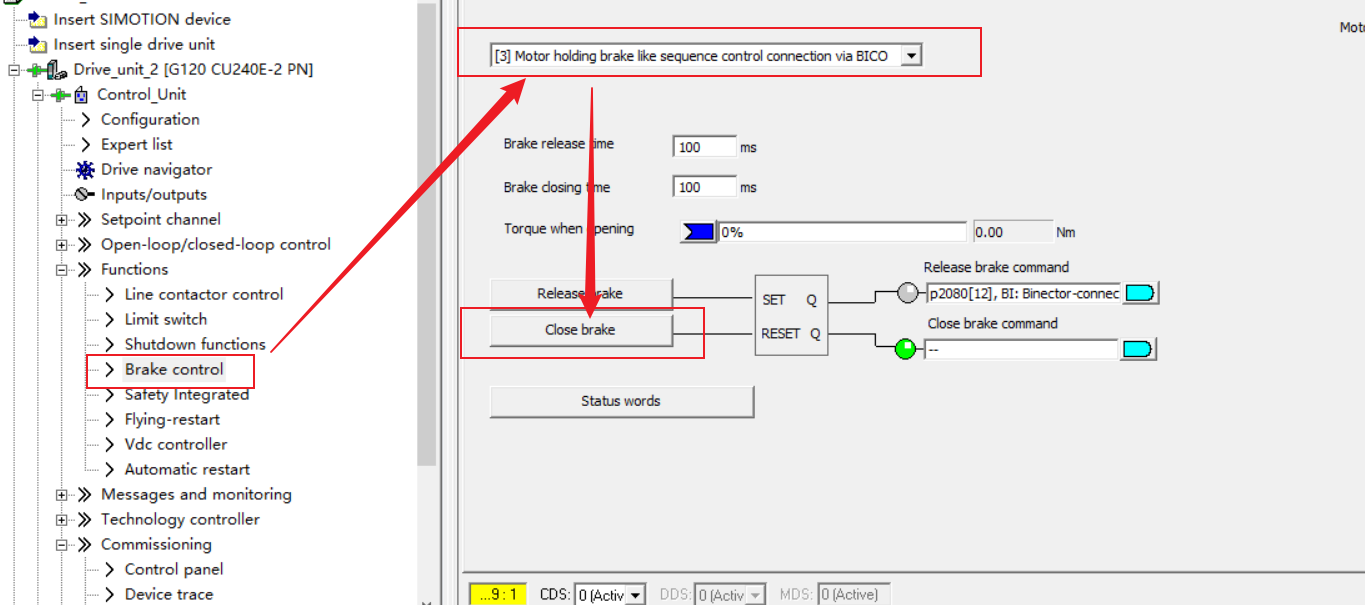 Insert SIMOTION device
Insert single drive unit
Drive_unit_2 [G120 CU240E-2 PN]
Control_Unit
Configuration
Expert list
Drive navigator
Inputs/outputs
Setpoint channel
Open-loop/closed-loop control
Functions
Line contactor control
Limit switch
Shutdown functions
Brake control
Safety Integrated
Flying-restart
Vdc controller
Automatic restart
Messages and monitoring
Technology controller
Commissioning
Control panel
Device trace
Moto
[3] Motor holding brake like sequence control connection via BICO
Brake release time
100 ms
Brake closing time
100 ms
Torque when opening
0%
0.00 Nm
Release brake
Close brake
SET Q
RESET Q
Release brake command
p2080[12], BI: Binector-connec
Close brake command
--
Status words
...9 : 1 CDS: 0 (Activ DDS: 0 (Activ MDS: 0 (Active)